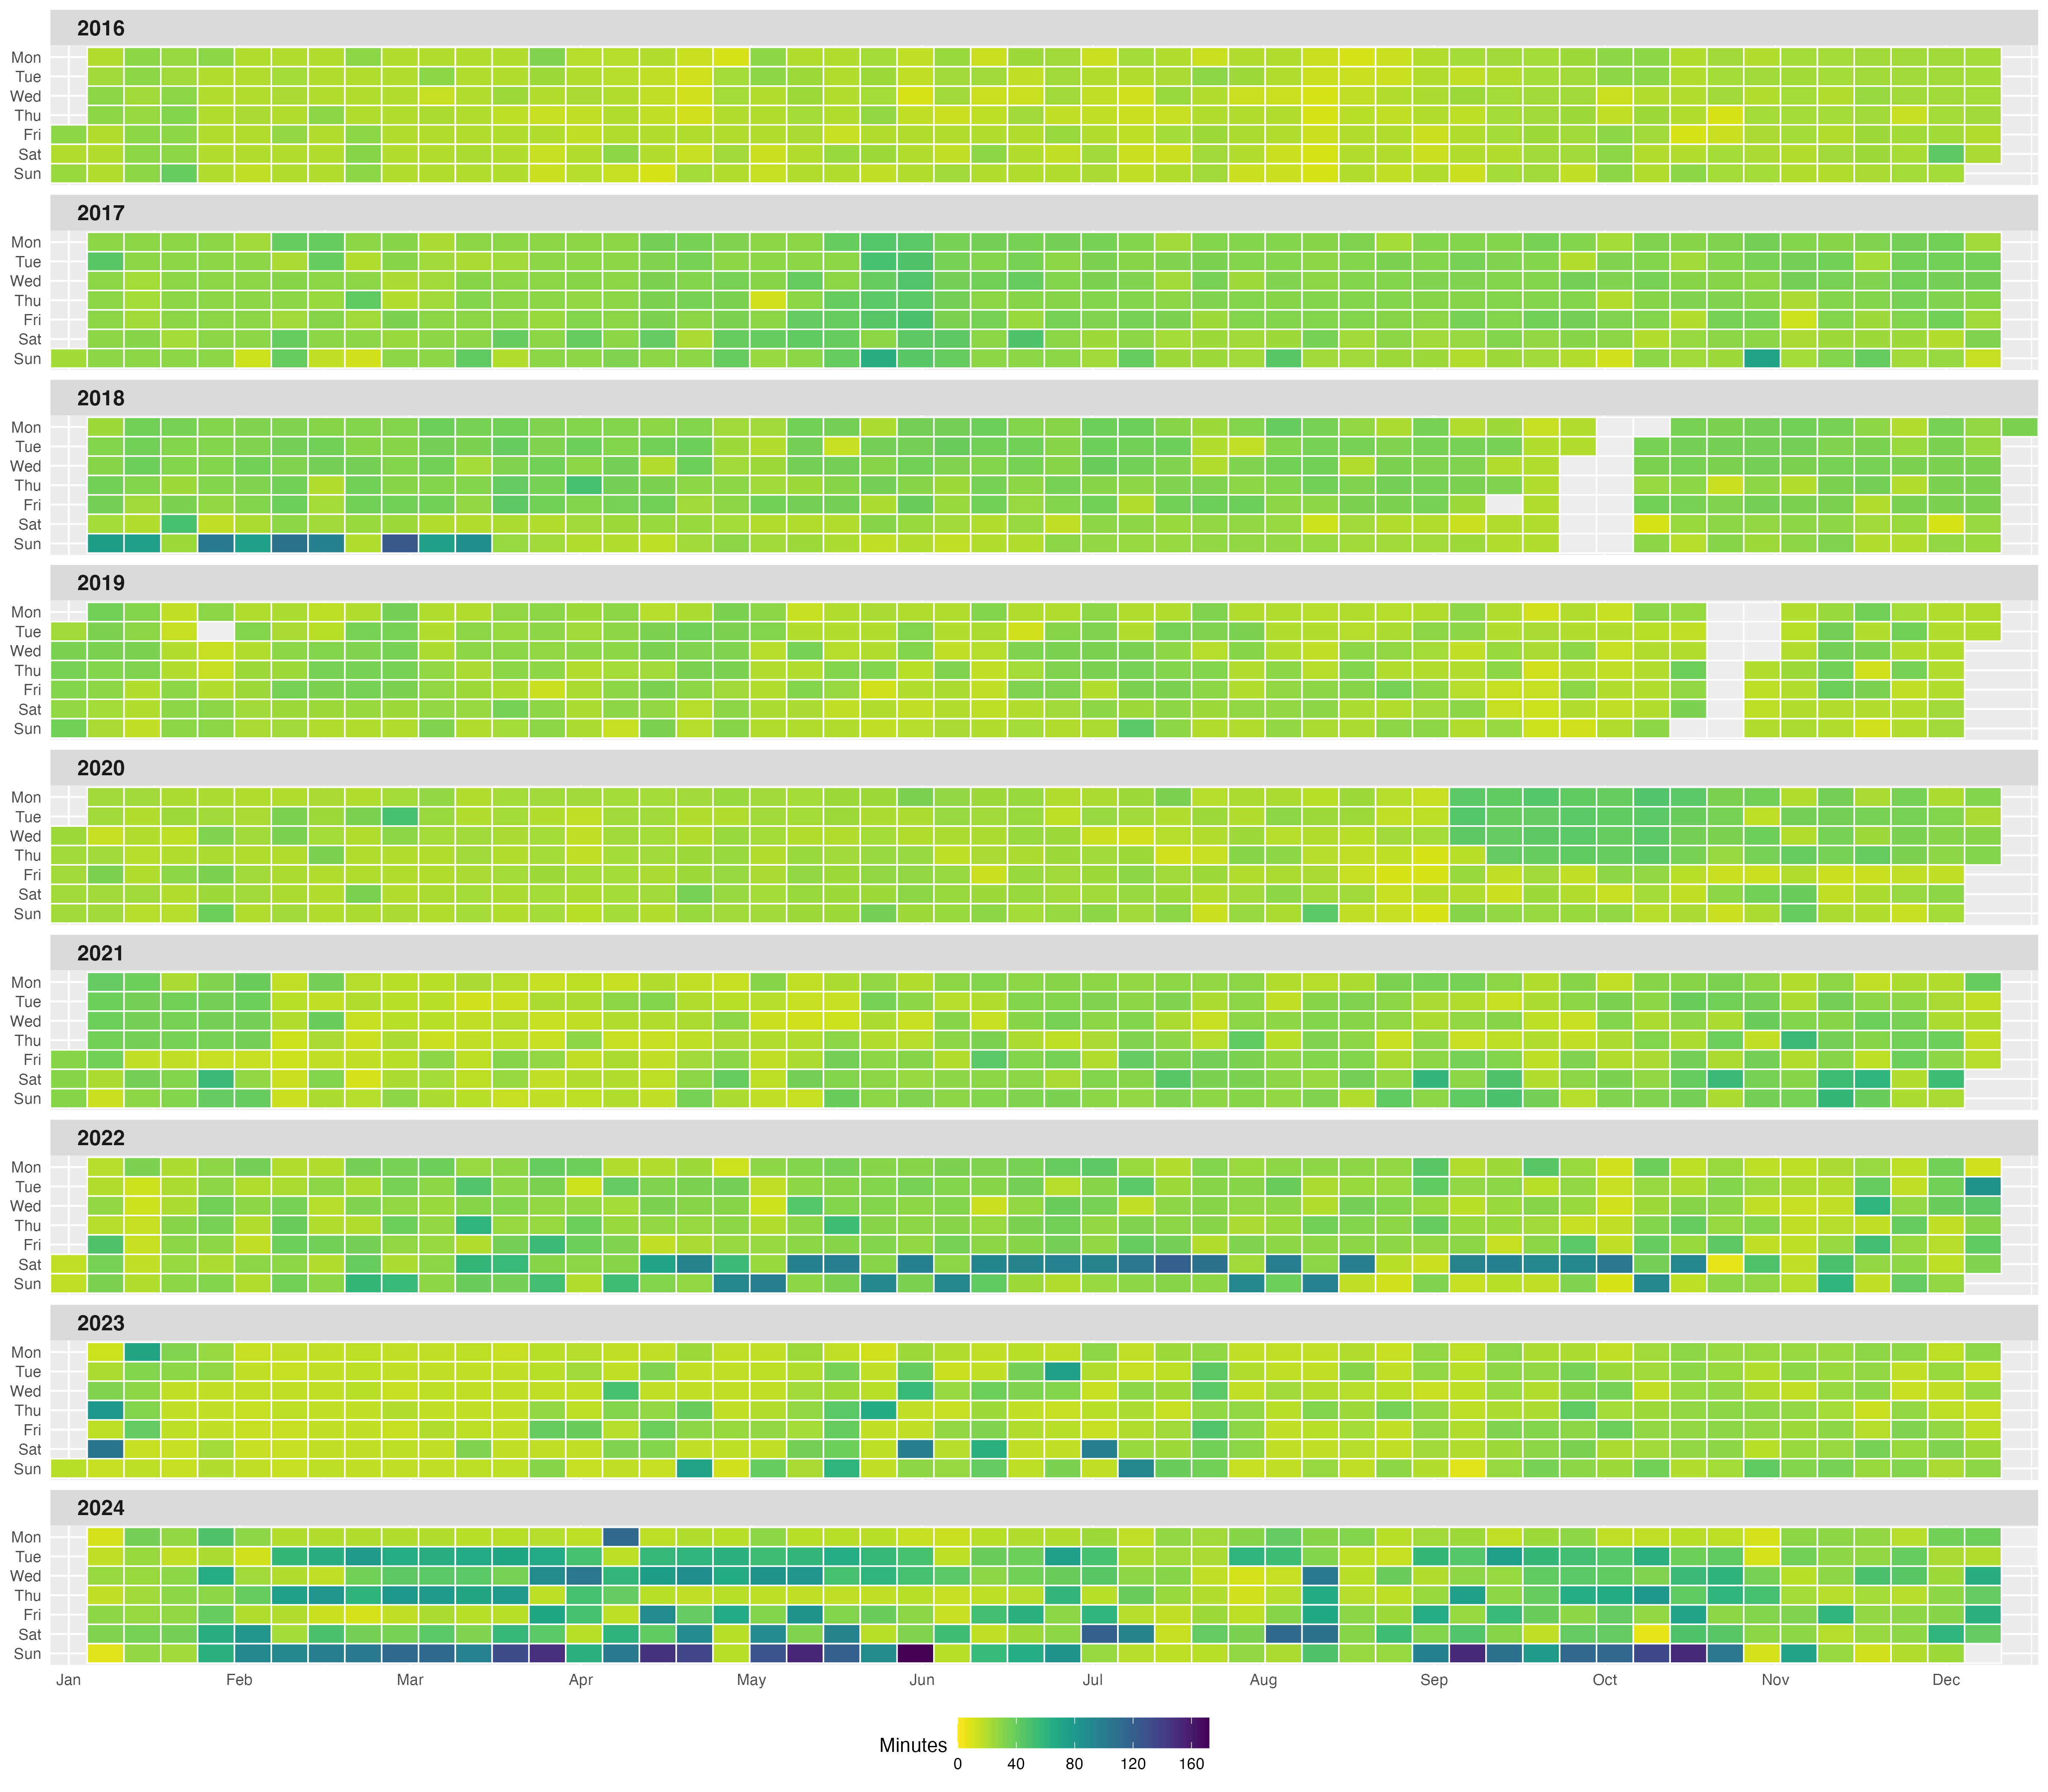 2016
Mon
Tue
Wed
Thu
Fri
Sat
Sun
2017
Mon
Tue
Wed
Thu
Fri
Sat
Sun
2018
Mon
Tue
Wed
Thu
Fri
Sat
Sun
2019
Mon
Tue
Wed
Thu
Fri
Sat
Sun
2020
Mon
Tue
Wed
Thu
Fri
Sat
Sun
2021
Mon
Tue
Wed
Thu
Fri
Sat
Sun
2022
Mon
Tue
Wed
Thu
Fri
Sat
Sun
2023
Mon
Tue
Wed
Thu
Fri
Sat
Sun
2024
Mon
Tue
Wed
Thu
Fri
Sat
Sun
Jan Feb Mar Apr May Jun Jul Aug Sep Oct Nov Dec
Minutes
0 40 80 120 160